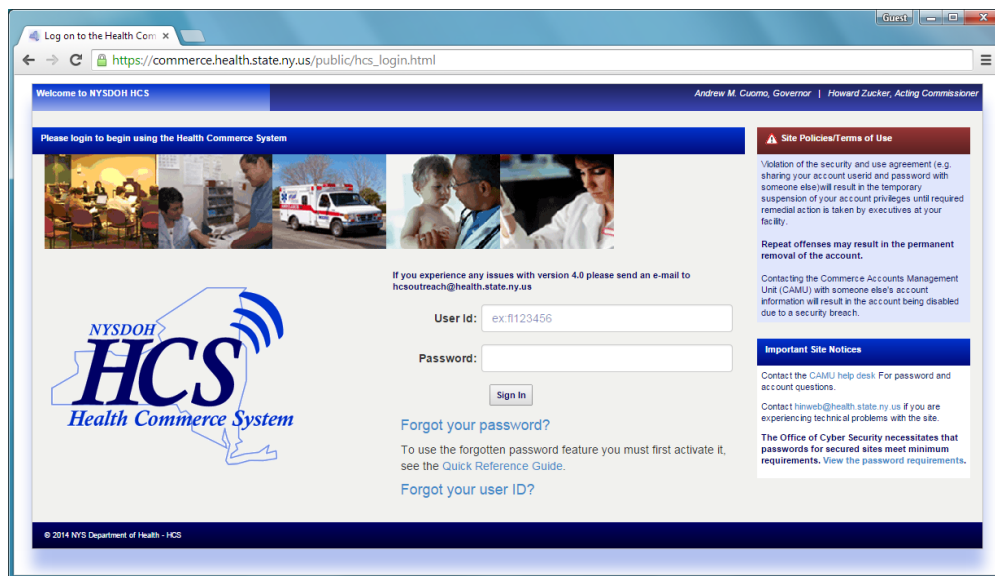 Guest
Log on to the Health Com
https://commerce.health.state.ny.us/public/hcs_login.html
Welcome to NYSDOH HCS
Andrew M. Cuomo, Governor | Howard Zucker, Acting Commissioner
Please login to begin using the Health Commerce System
If you experience any issues with version 4.0 please send an e-mail to
hcsoutreach@health.state.ny.us
NYSDOH
HCS
Health Commerce System
User Id:
ex:fl123456
Password:
Sign In
Forgot your password?
To use the forgotten password feature you must first activate it,
see the Quick Reference Guide.
Forgot your user ID?
Site Policies/Terms of Use
Violation of the security and use agreement (e.g.
sharing your account userid and password with
someone else)will result in the temporary
suspension of your account privileges until required
remedial action is taken by executives at your
facility.
Repeat offenses may result in the permanent
removal of the account.
Contacting the Commerce Accounts Management
Unit (CAMU) with someone else's account
information will result in the account being disabled
due to a security breach.
Important Site Notices
Contact the CAMU help desk For password and
account questions.
Contact hinweb@health.state.ny.us if you are
experiencing technical problems with the site.
The Office of Cyber Security necessitates that
passwords for secured sites meet minimum
requirements. View the password requirements.
© 2014 NYS Department of Health - HCS